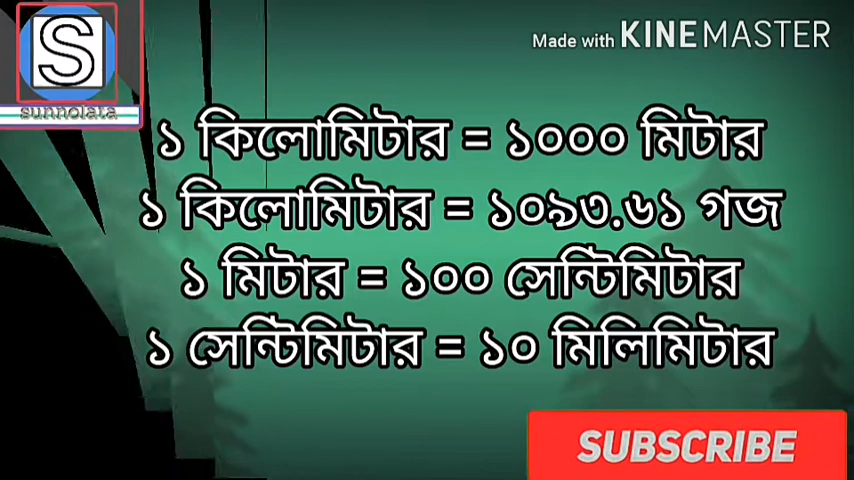 Made with KINEMASTER
S
sunnolata
১ কিলোমিটার = ১০০০ মিটার
১ কিলোমিটার = ১০৯৩.৬১ গজ
১ মিটার = ১০০ সেন্টিমিটার
১ সেন্টিমিটার = ১০ মিলিমিটার
SUBSCRIBE